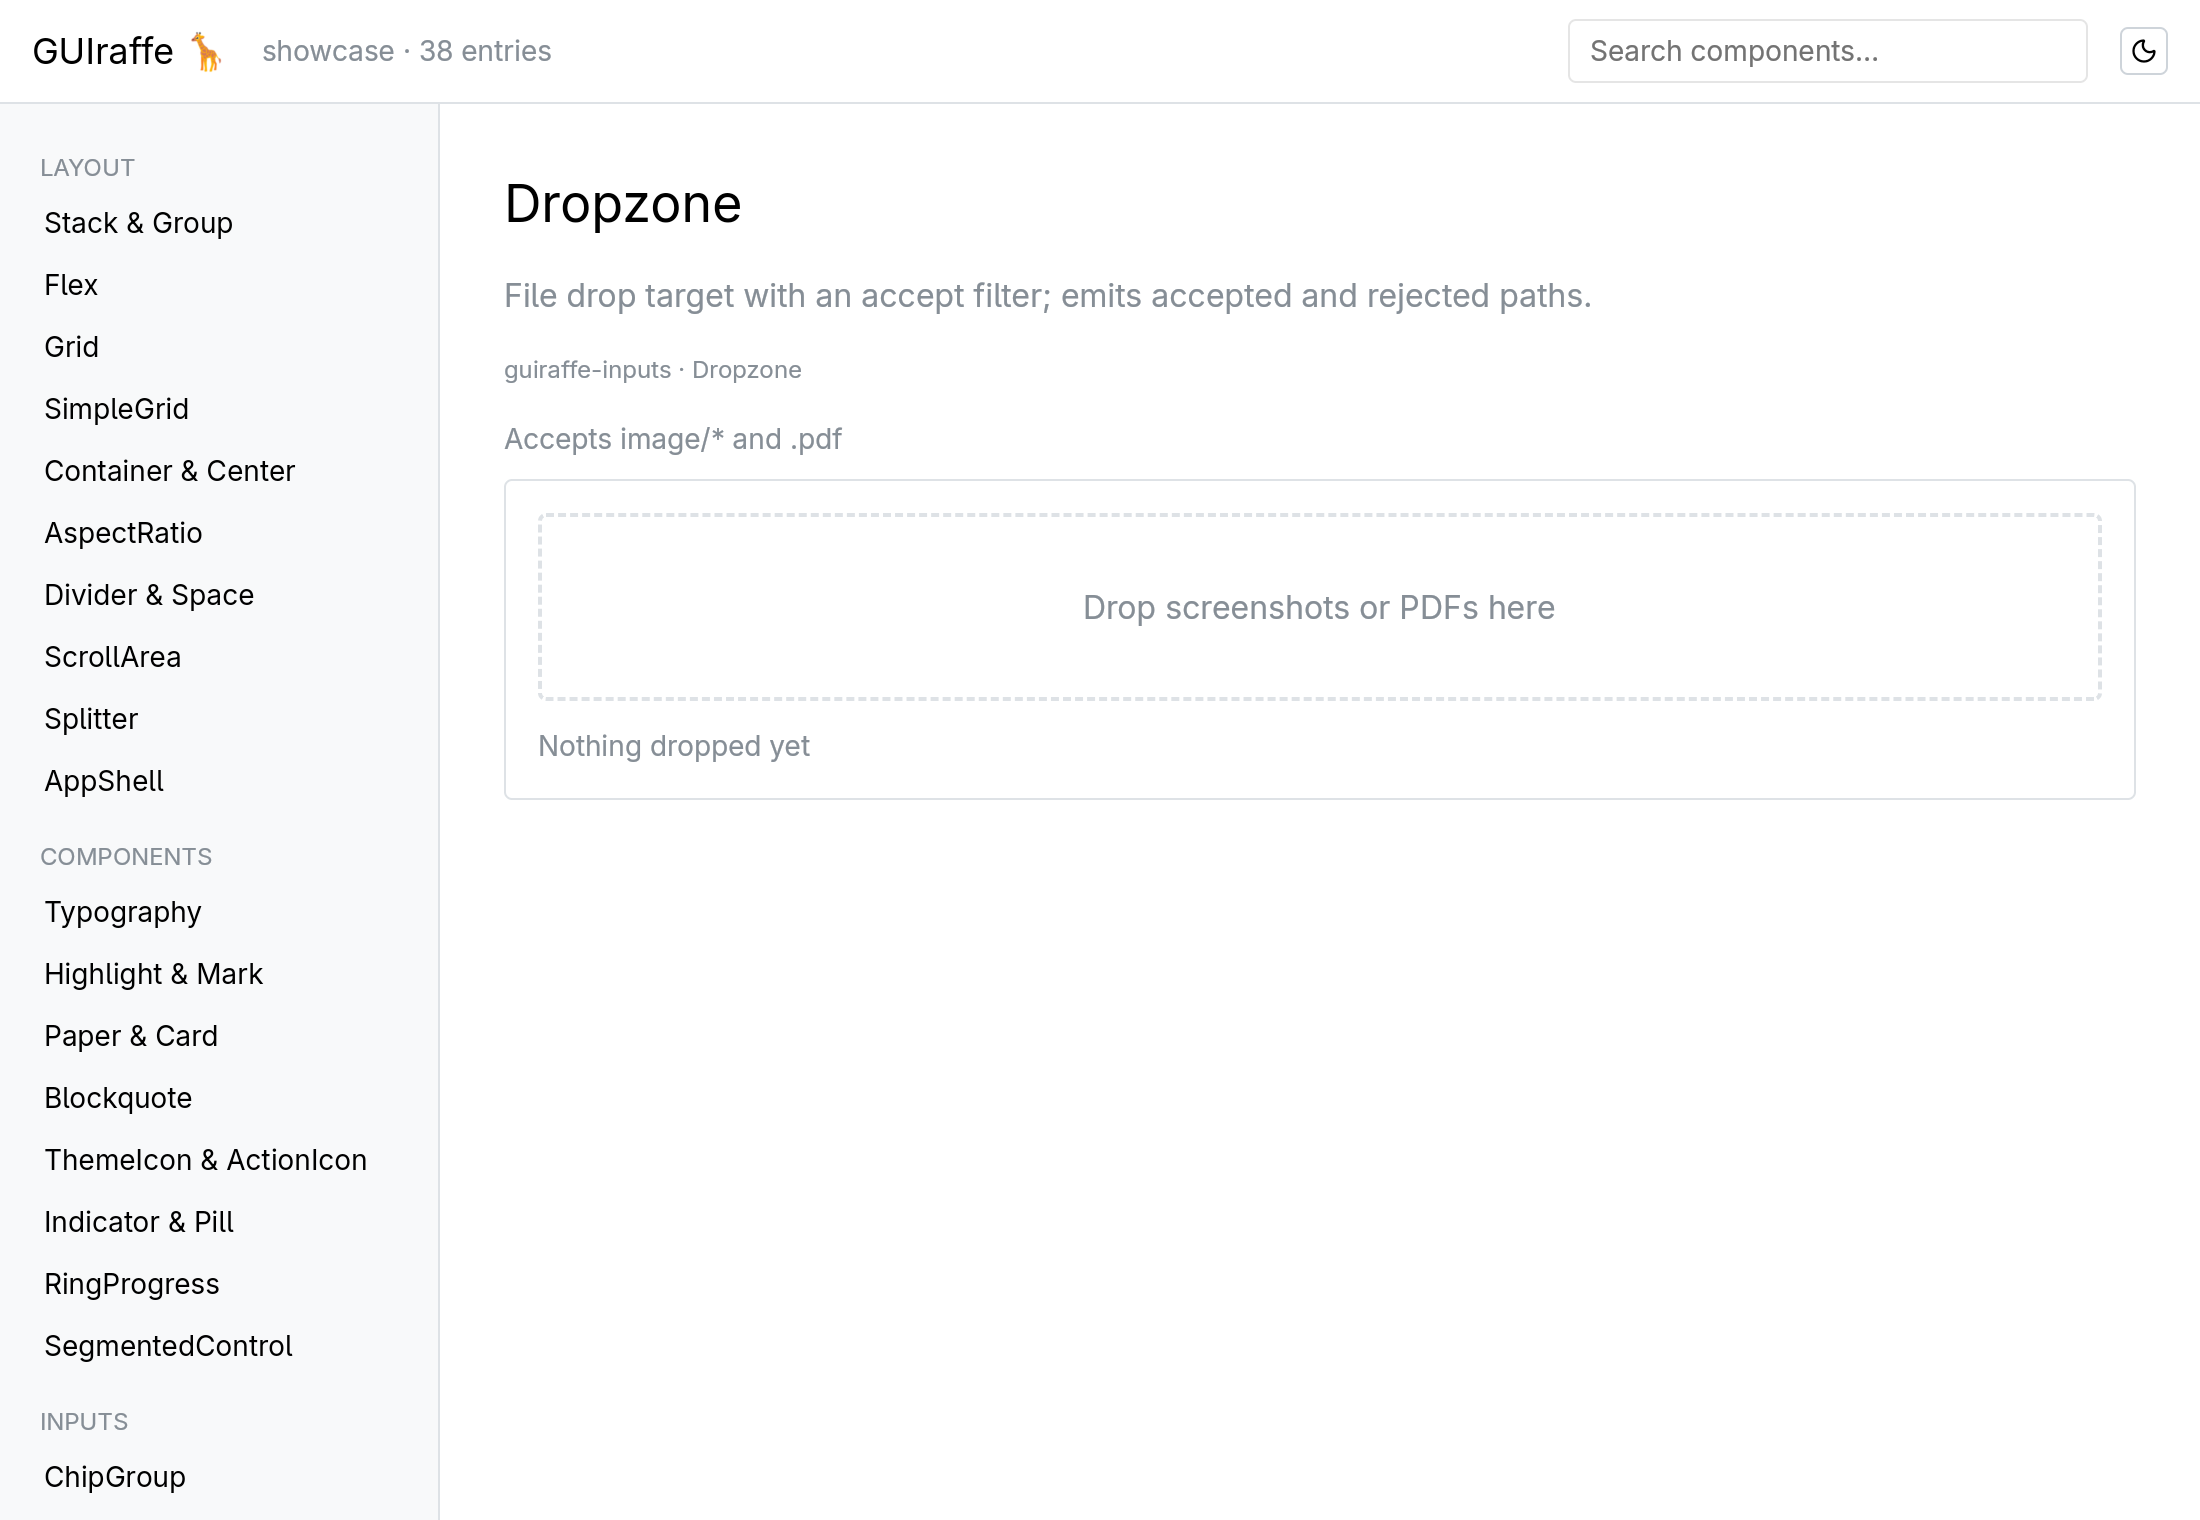 GUIraffe 🦒 showcase · 38 entries
Search components...
LAYOUT
Stack & Group
Flex
Grid
SimpleGrid
Container & Center
AspectRatio
Divider & Space
ScrollArea
Splitter
AppShell
COMPONENTS
Typography
Highlight & Mark
Paper & Card
Blockquote
ThemeIcon & ActionIcon
Indicator & Pill
RingProgress
SegmentedControl
INPUTS
ChipGroup
Dropzone
File drop target with an accept filter; emits accepted and rejected paths.
guiraffe-inputs · Dropzone
Accepts image/* and .pdf
Drop screenshots or PDFs here
Nothing dropped yet